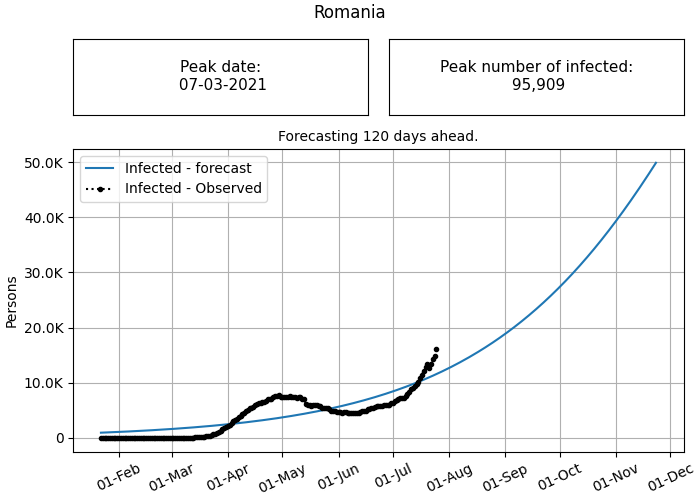 Romania
Peak date:
07-03-2021
Peak number of infected:
95,909
Forecasting 120 days ahead.
Infected - forecast
Infected - Observed
Persons
50.0K
40.0K
30.0K
20.0K
10.0K
0
01-Feb
01-Mar
01-Apr
01-May
01-Jun
01-Jul
01-Aug
01-Sep
01-Oct
01-Nov
01-Dec